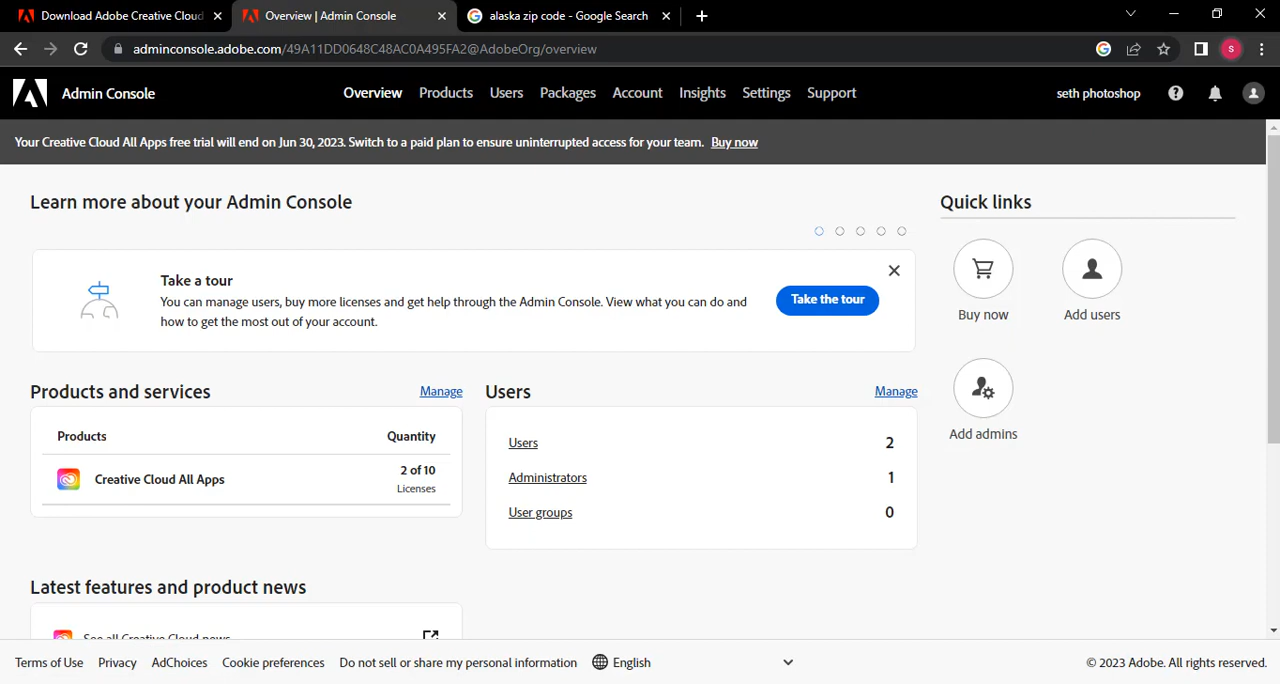 Download Adobe Creative Cloud
Overview | Admin Console
alaska zip code - Google Search
adminconsole.adobe.com/49A11DD0648C48AC0A495FA2@AdobeOrg/overview
S
Admin Console
Overview
Products
Users
Packages
Account
Insights
Settings
Support
seth photoshop
Your Creative Cloud All Apps free trial will end on Jun 30, 2023. Switch to a paid plan to ensure uninterrupted access for your team. Buy now
Learn more about your Admin Console
Take a tour
You can manage users, buy more licenses and get help through the Admin Console. View what you can do and
how to get the most out of your account.
Take the tour
Quick links
Buy now
Add users
Add admins
Products and services
Manage
Products
Quantity
Creative Cloud All Apps
2 of 10
Licenses
Users
Manage
Users 2
Administrators 1
User groups 0
Latest features and product news
See all Creative Cloud news
Terms of Use
Privacy
AdChoices
Cookie preferences
Do not sell or share my personal information
English
© 2023 Adobe. All rights reserved.